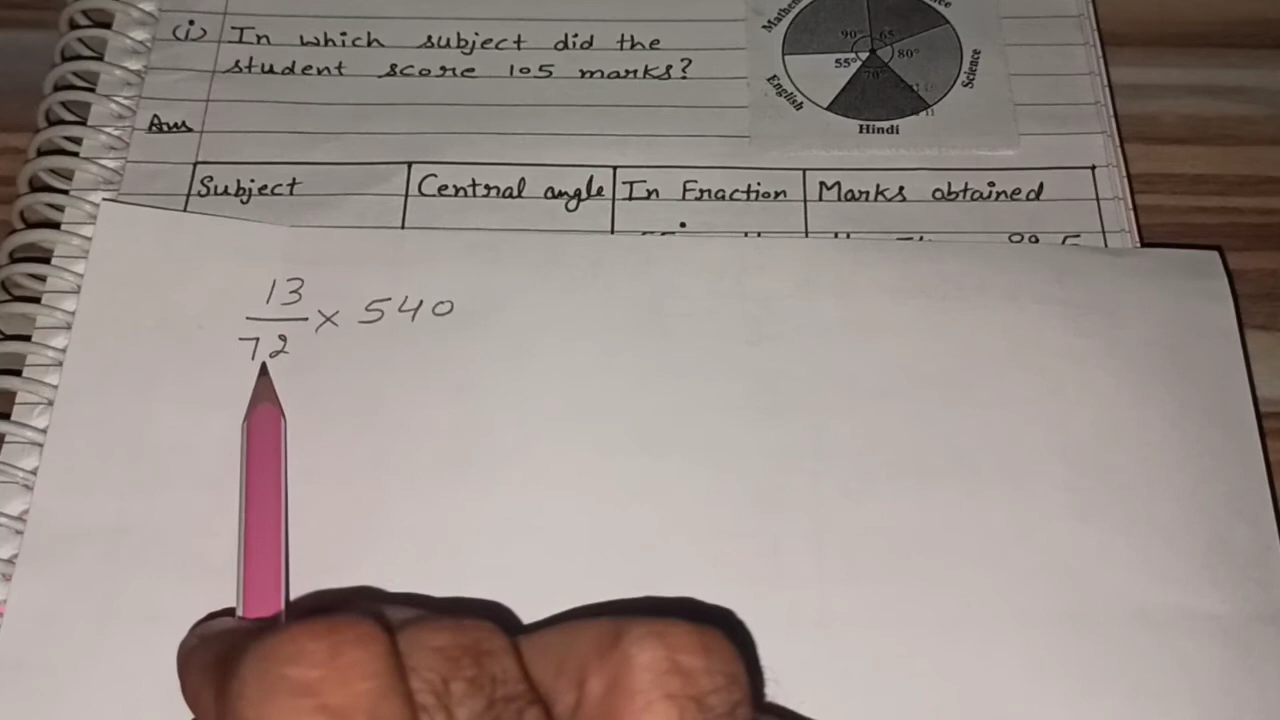 (i) In which subject did the
student score 105 marks?
90° 65
80°
55°
70°
English
Science
Hindi
Ans
Subject Central angle In Fraction Marks obtained
13/72 × 540